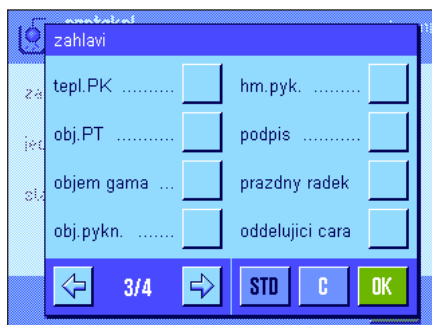 protokol
zahlavi
tepl.PK ..........
hm.pyk. ........
obj.PT ..........
podpis ..........
objem gama ...
prazdny radek
obj.pykn. ......
oddelujici cara
3/4
STD
C
OK